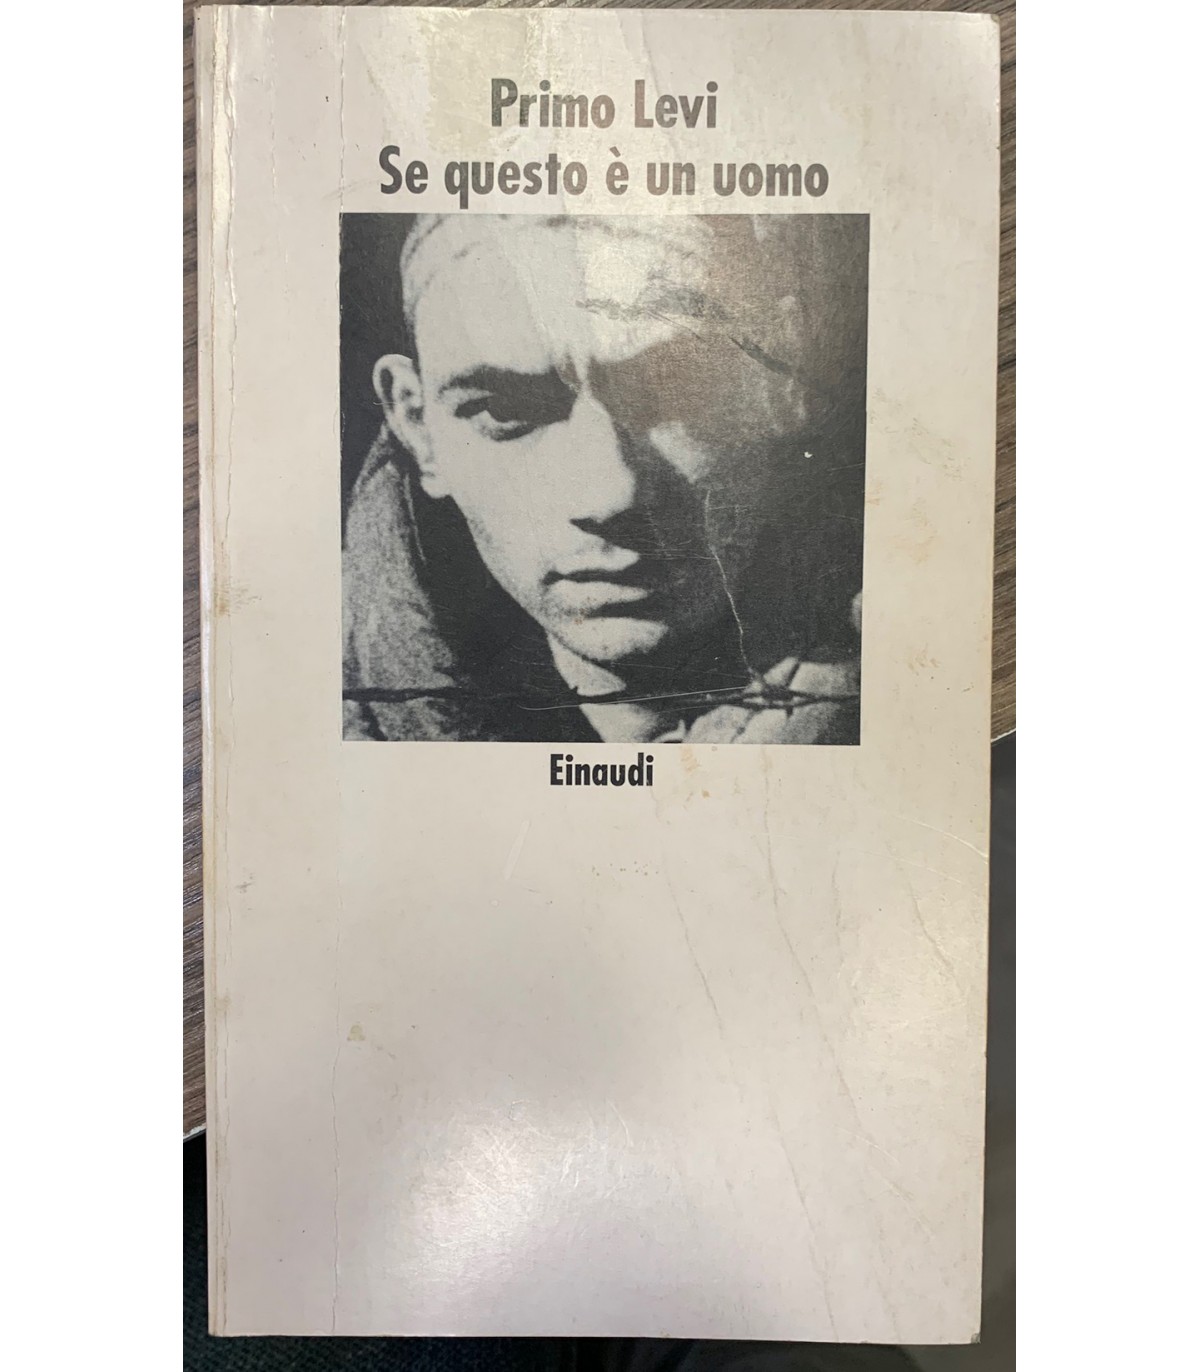 Primo Levi
Se questo è un uomo
Einaudi